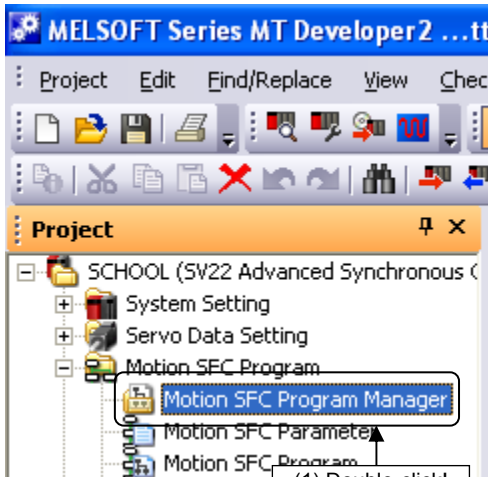 MELSOFT Series MT Developer2 ...tt
Project Edit Find/Replace View Chec
Project
SCHOOL (SV22 Advanced Synchronous
System Setting
Servo Data Setting
Motion SFC Program
Motion SFC Program Manager
Motion SFC Parameter
Motion SFC Program
(1) Double-click!